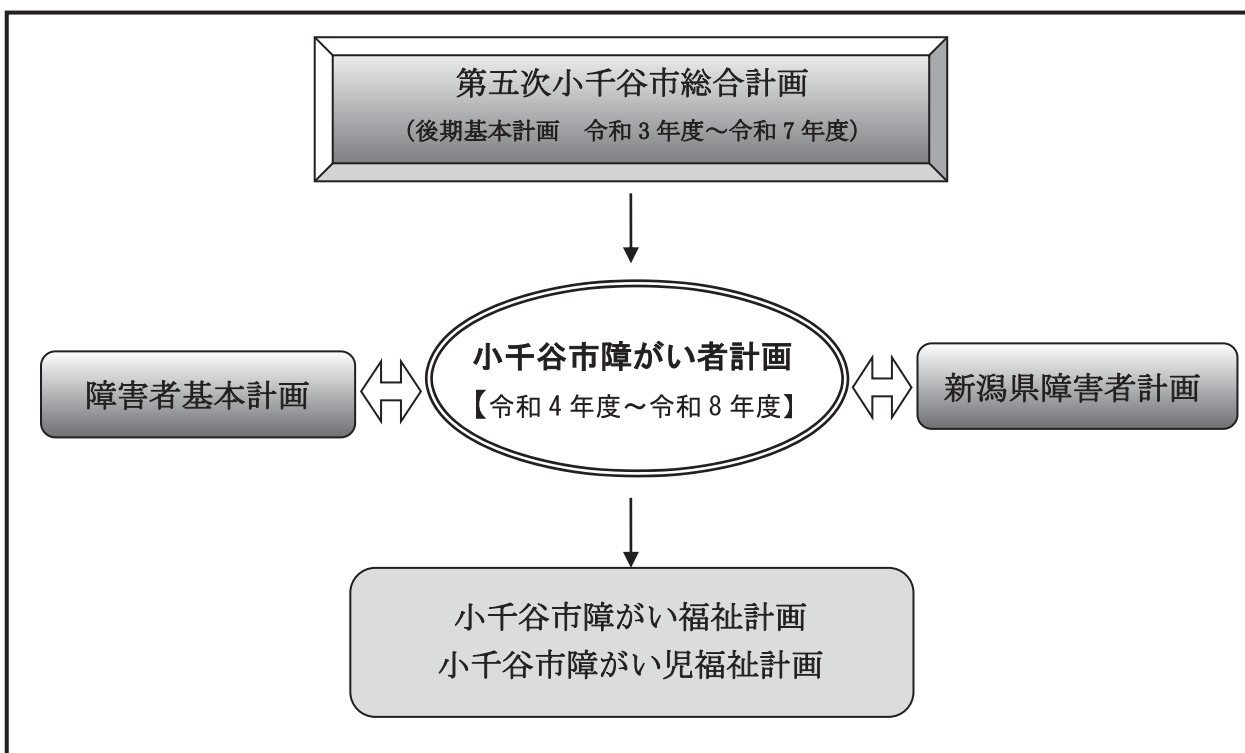 第五次小千谷市総合計画
(後期基本計画　令和3年度～令和7年度)
小千谷市障がい者計画
【令和4年度～令和8年度】
障害者基本計画
新潟県障害者計画
小千谷市障がい福祉計画
小千谷市障がい児福祉計画